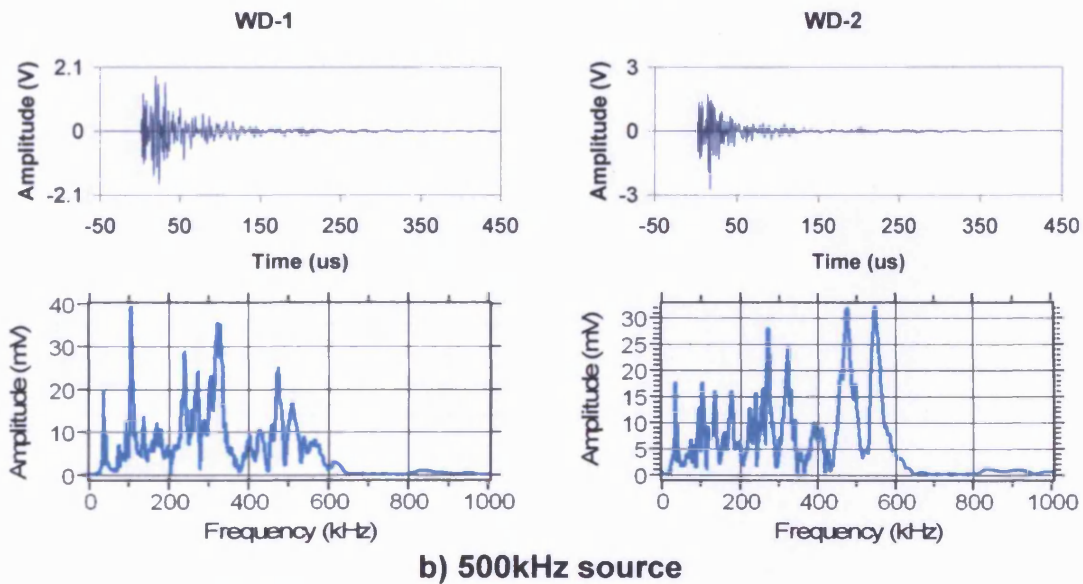 WD-1
WD-2
Amplitude (V)
2.1
0
-2.1
-50 50 150 250 350 450
Time (us)
Amplitude (V)
3
0
-3
-50 50 150 250 350 450
Time (us)
Amplitude (mV)
40
30
20
10
0
0 200 400 600 800 1000
Frequency (kHz)
Amplitude (mV)
30
25
20
15
10
5
0
0 200 400 600 800 1000
Frequency (kHz)
b) 500kHz source